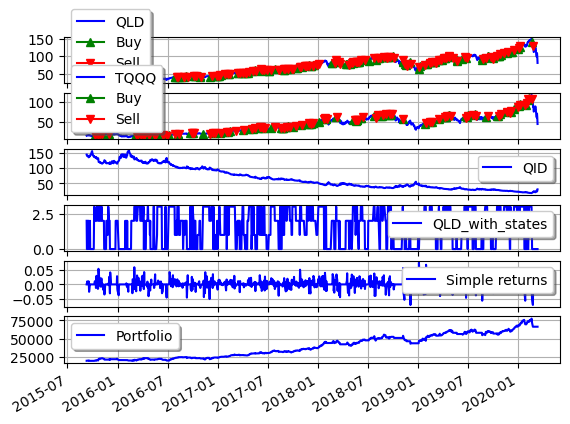 QLD
Buy
Sell
150
100
50
TQQQ
Buy
Sell
100
50
QID
150
100
50
QLD_with_states
2.5
0.0
Simple returns
0.05
0.00
−0.05
Portfolio
75000
50000
25000
2015-07
2016-01
2016-07
2017-01
2017-07
2018-01
2018-07
2019-01
2019-07
2020-01